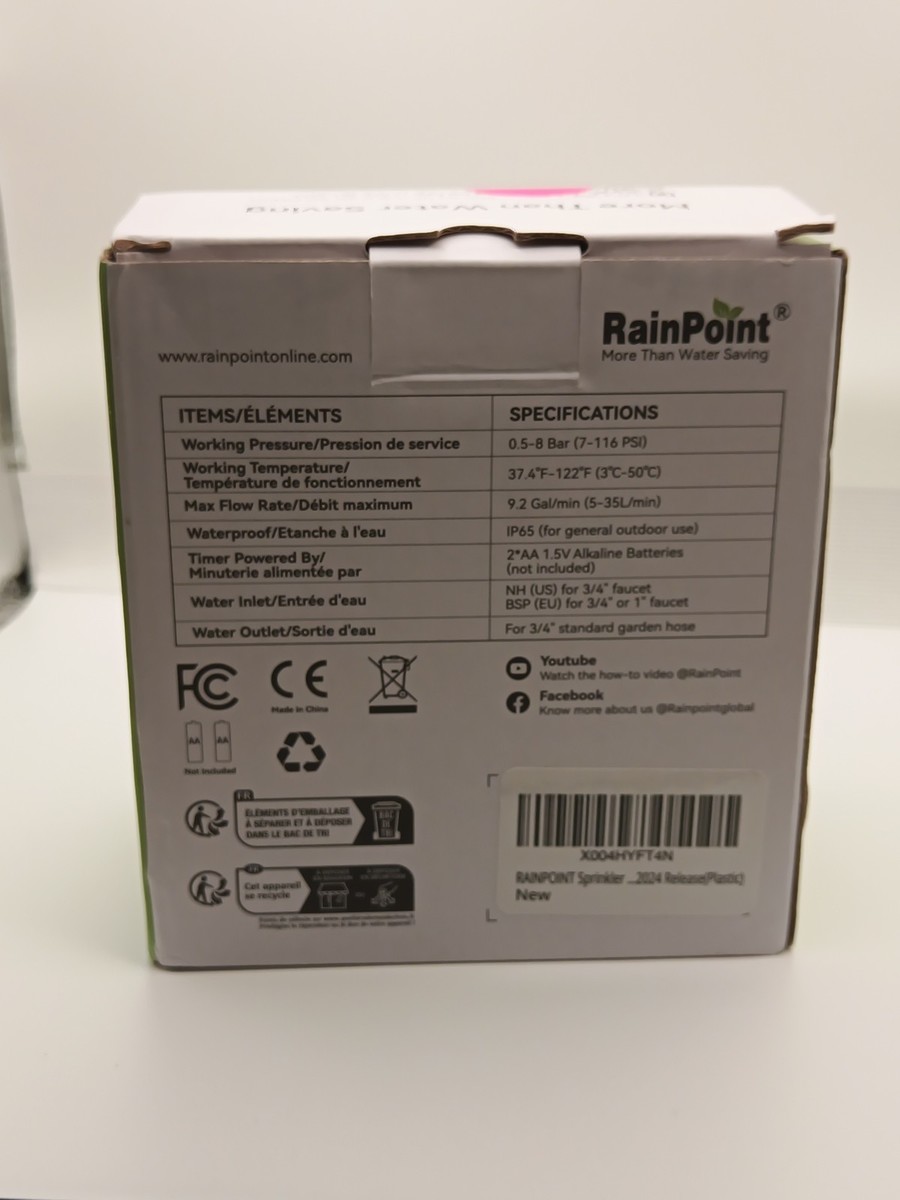 More Than Water Saving
www.rainpointonline.com
RainPoint®
More Than Water Saving
ITEMS/ÉLÉMENTS
SPECIFICATIONS
Working Pressure/Pression de service
0.5-8 Bar (7-116 PSI)
Working Temperature/
Température de fonctionnement
37.4°F-122°F (3°C-50°C)
Max Flow Rate/Débit maximum
9.2 Gal/min (5-35L/min)
Waterproof/Etanche à l'eau
IP65 (for general outdoor use)
Timer Powered By/
Minuterie alimentée par
2*AA 1.5V Alkaline Batteries
(not included)
Water Inlet/Entrée d'eau
NH (US) for 3/4" faucet
BSP (EU) for 3/4" or 1" faucet
Water Outlet/Sortie d'eau
For 3/4" standard garden hose
FC
CE
Made in China
Youtube
Watch the how-to video @RainPoint
Facebook
Know more about us @Rainpointglobal
AA
AA
Not included
FR
ÉLÉMENTS D'EMBALLAGE
À SÉPARER ET À DÉPOSER
DANS LE BAC DE TRI
BAC
DE
TRI
FR
Cet appareil
se recycle
X004HYFT4N
RAINPOINT Sprinkler ...2024 Release(Plastic)
New